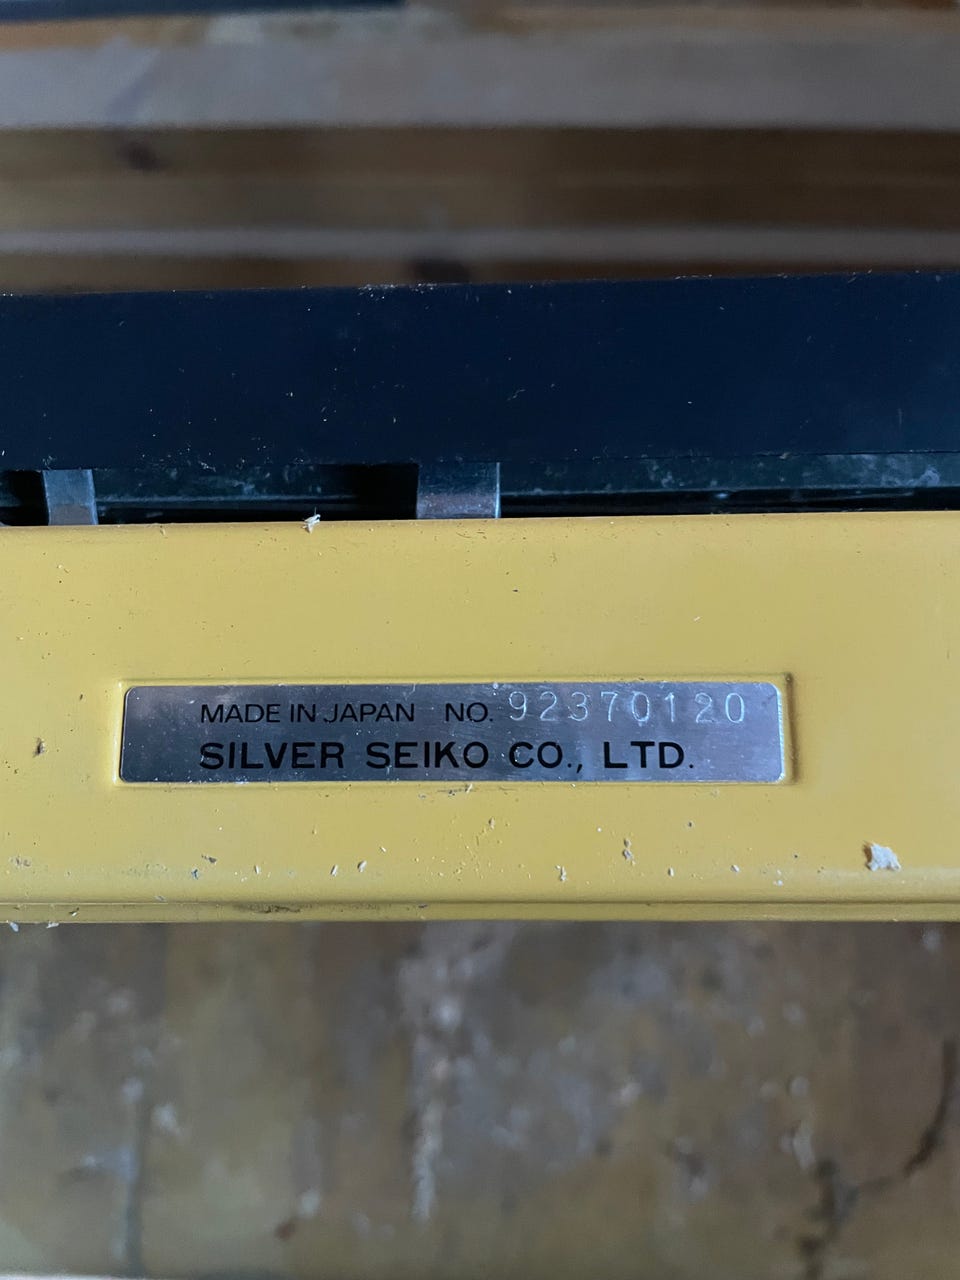 MADE IN JAPAN NO. 92370120
SILVER SEIKO CO., LTD.